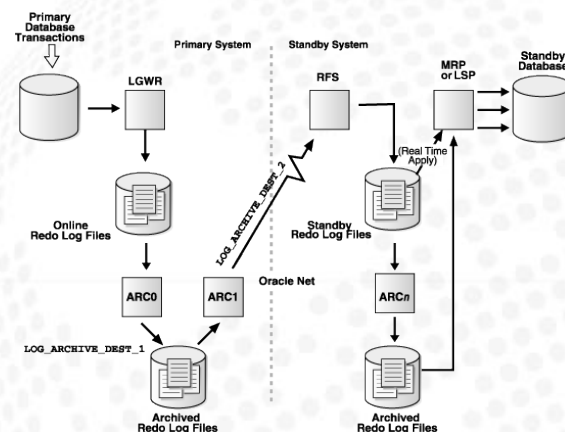 Primary
Database
Transactions
Primary System
Standby System
LGWR
RFS
MRP
or LSP
Standby
Database
(Real Time
Apply)
LOG_ARCHIVE_DEST_2
Online
Redo Log Files
Standby
Redo Log Files
Oracle Net
ARC0
ARC1
ARCn
LOG_ARCHIVE_DEST_1
Archived
Redo Log Files
Archived
Redo Log Files